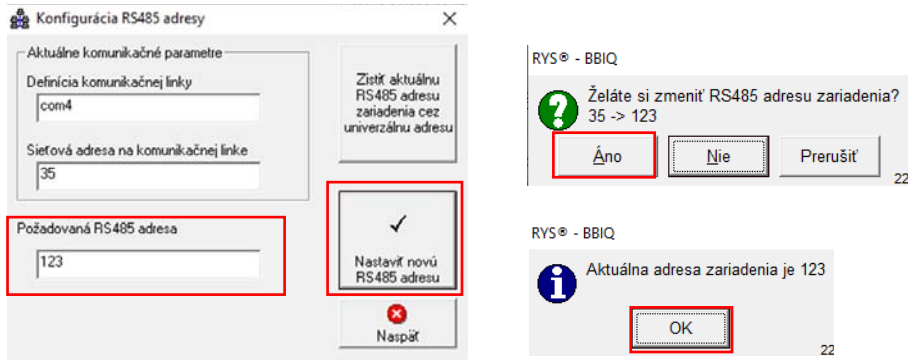 Konfigurácia RS485 adresy
Aktuálne komunikačné parametre
Definícia komunikačnej linky
com4
Sieťová adresa na komunikačnej linke
35
Zistiť aktuálnu
RS485 adresu
zariadenia cez
univerzálnu adresu
Požadovaná RS485 adresa
123
Nastaviť novú
RS485 adresu
Naspäť
RYS® - BBIQ
Želáte si zmeniť RS485 adresu zariadenia?
35 -> 123
Áno
Nie
Prerušiť
22
RYS® - BBIQ
Aktuálna adresa zariadenia je 123
OK
22